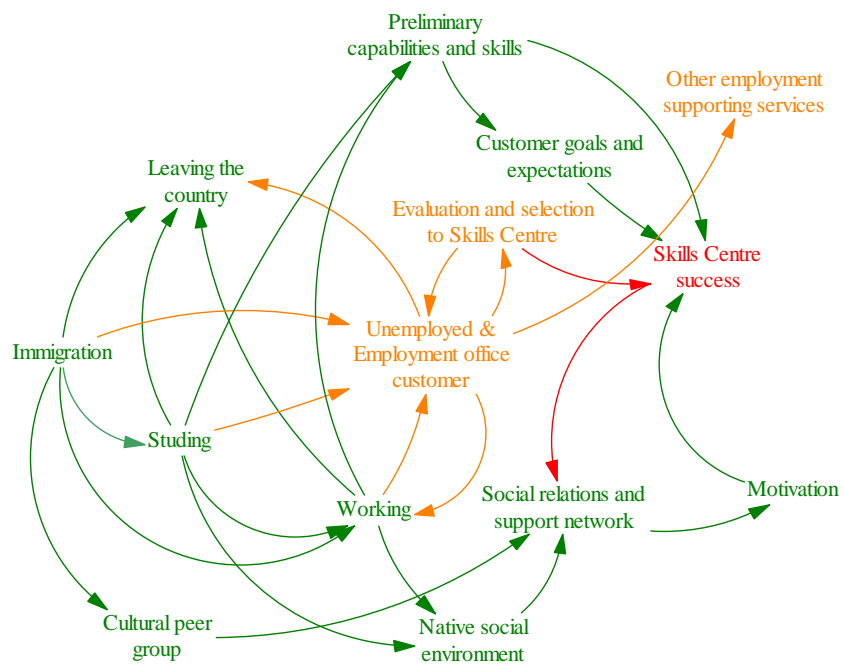 Preliminary
capabilities and skills
Other employment
supporting services
Customer goals and
expectations
Leaving the
country
Evaluation and selection
to Skills Centre
Skills Centre
success
Unemployed &
Employment office
customer
Immigration
Studing
Working
Social relations and
support network
Motivation
Cultural peer
group
Native social
environment